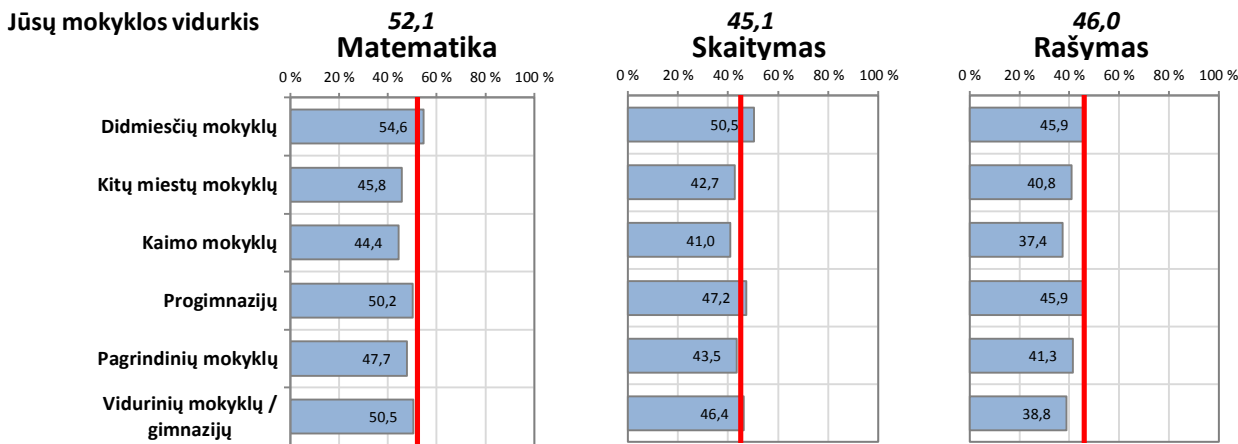 Jūsų mokyklos vidurkis
52,1
45,1
46,0
Matematika
Skaitymas
Rašymas
0 % 20 % 40 % 60 % 80 % 100 %
0 % 20 % 40 % 60 % 80 % 100 %
0 % 20 % 40 % 60 % 80 % 100 %
Didmiesčių mokyklų
54,6
50,5
45,9
Kitų miestų mokyklų
45,8
42,7
40,8
Kaimo mokyklų
44,4
41,0
37,4
Progimnazijų
50,2
47,2
45,9
Pagrindinių mokyklų
47,7
43,5
41,3
Vidurinių mokyklų /
gimnazijų
50,5
46,4
38,8